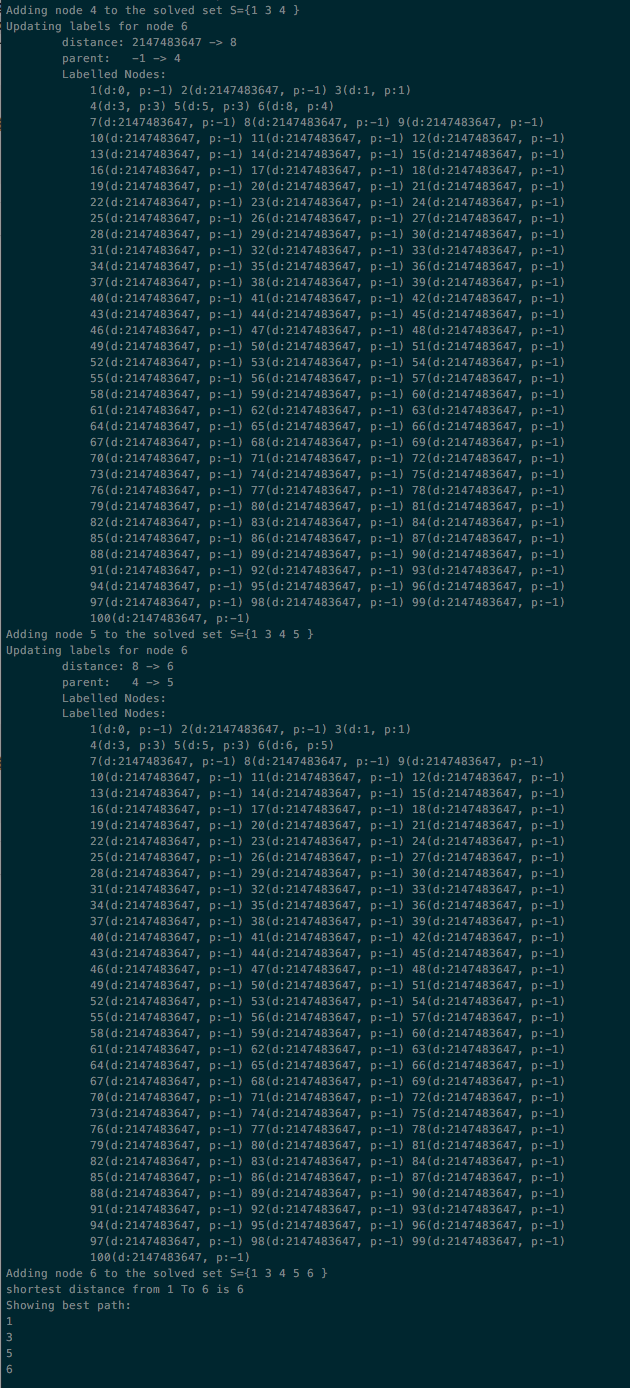 Adding node 4 to the solved set S={1 3 4 }
Updating labels for node 6
distance: 2147483647 -> 8
parent: -1 -> 4
Labelled Nodes:
1(d:0, p:-1) 2(d:2147483647, p:-1) 3(d:1, p:1)
4(d:3, p:3) 5(d:5, p:3) 6(d:8, p:4)
7(d:2147483647, p:-1) 8(d:2147483647, p:-1) 9(d:2147483647, p:-1)
10(d:2147483647, p:-1) 11(d:2147483647, p:-1) 12(d:2147483647, p:-1)
13(d:2147483647, p:-1) 14(d:2147483647, p:-1) 15(d:2147483647, p:-1)
16(d:2147483647, p:-1) 17(d:2147483647, p:-1) 18(d:2147483647, p:-1)
19(d:2147483647, p:-1) 20(d:2147483647, p:-1) 21(d:2147483647, p:-1)
22(d:2147483647, p:-1) 23(d:2147483647, p:-1) 24(d:2147483647, p:-1)
25(d:2147483647, p:-1) 26(d:2147483647, p:-1) 27(d:2147483647, p:-1)
28(d:2147483647, p:-1) 29(d:2147483647, p:-1) 30(d:2147483647, p:-1)
31(d:2147483647, p:-1) 32(d:2147483647, p:-1) 33(d:2147483647, p:-1)
34(d:2147483647, p:-1) 35(d:2147483647, p:-1) 36(d:2147483647, p:-1)
37(d:2147483647, p:-1) 38(d:2147483647, p:-1) 39(d:2147483647, p:-1)
40(d:2147483647, p:-1) 41(d:2147483647, p:-1) 42(d:2147483647, p:-1)
43(d:2147483647, p:-1) 44(d:2147483647, p:-1) 45(d:2147483647, p:-1)
46(d:2147483647, p:-1) 47(d:2147483647, p:-1) 48(d:2147483647, p:-1)
49(d:2147483647, p:-1) 50(d:2147483647, p:-1) 51(d:2147483647, p:-1)
52(d:2147483647, p:-1) 53(d:2147483647, p:-1) 54(d:2147483647, p:-1)
55(d:2147483647, p:-1) 56(d:2147483647, p:-1) 57(d:2147483647, p:-1)
58(d:2147483647, p:-1) 59(d:2147483647, p:-1) 60(d:2147483647, p:-1)
61(d:2147483647, p:-1) 62(d:2147483647, p:-1) 63(d:2147483647, p:-1)
64(d:2147483647, p:-1) 65(d:2147483647, p:-1) 66(d:2147483647, p:-1)
67(d:2147483647, p:-1) 68(d:2147483647, p:-1) 69(d:2147483647, p:-1)
70(d:2147483647, p:-1) 71(d:2147483647, p:-1) 72(d:2147483647, p:-1)
73(d:2147483647, p:-1) 74(d:2147483647, p:-1) 75(d:2147483647, p:-1)
76(d:2147483647, p:-1) 77(d:2147483647, p:-1) 78(d:2147483647, p:-1)
79(d:2147483647, p:-1) 80(d:2147483647, p:-1) 81(d:2147483647, p:-1)
82(d:2147483647, p:-1) 83(d:2147483647, p:-1) 84(d:2147483647, p:-1)
85(d:2147483647, p:-1) 86(d:2147483647, p:-1) 87(d:2147483647, p:-1)
88(d:2147483647, p:-1) 89(d:2147483647, p:-1) 90(d:2147483647, p:-1)
91(d:2147483647, p:-1) 92(d:2147483647, p:-1) 93(d:2147483647, p:-1)
94(d:2147483647, p:-1) 95(d:2147483647, p:-1) 96(d:2147483647, p:-1)
97(d:2147483647, p:-1) 98(d:2147483647, p:-1) 99(d:2147483647, p:-1)
100(d:2147483647, p:-1)
Adding node 5 to the solved set S={1 3 4 5 }
Updating labels for node 6
distance: 8 -> 6
parent: 4 -> 5
Labelled Nodes:
Labelled Nodes:
1(d:0, p:-1) 2(d:2147483647, p:-1) 3(d:1, p:1)
4(d:3, p:3) 5(d:5, p:3) 6(d:6, p:5)
7(d:2147483647, p:-1) 8(d:2147483647, p:-1) 9(d:2147483647, p:-1)
10(d:2147483647, p:-1) 11(d:2147483647, p:-1) 12(d:2147483647, p:-1)
13(d:2147483647, p:-1) 14(d:2147483647, p:-1) 15(d:2147483647, p:-1)
16(d:2147483647, p:-1) 17(d:2147483647, p:-1) 18(d:2147483647, p:-1)
19(d:2147483647, p:-1) 20(d:2147483647, p:-1) 21(d:2147483647, p:-1)
22(d:2147483647, p:-1) 23(d:2147483647, p:-1) 24(d:2147483647, p:-1)
25(d:2147483647, p:-1) 26(d:2147483647, p:-1) 27(d:2147483647, p:-1)
28(d:2147483647, p:-1) 29(d:2147483647, p:-1) 30(d:2147483647, p:-1)
31(d:2147483647, p:-1) 32(d:2147483647, p:-1) 33(d:2147483647, p:-1)
34(d:2147483647, p:-1) 35(d:2147483647, p:-1) 36(d:2147483647, p:-1)
37(d:2147483647, p:-1) 38(d:2147483647, p:-1) 39(d:2147483647, p:-1)
40(d:2147483647, p:-1) 41(d:2147483647, p:-1) 42(d:2147483647, p:-1)
43(d:2147483647, p:-1) 44(d:2147483647, p:-1) 45(d:2147483647, p:-1)
46(d:2147483647, p:-1) 47(d:2147483647, p:-1) 48(d:2147483647, p:-1)
49(d:2147483647, p:-1) 50(d:2147483647, p:-1) 51(d:2147483647, p:-1)
52(d:2147483647, p:-1) 53(d:2147483647, p:-1) 54(d:2147483647, p:-1)
55(d:2147483647, p:-1) 56(d:2147483647, p:-1) 57(d:2147483647, p:-1)
58(d:2147483647, p:-1) 59(d:2147483647, p:-1) 60(d:2147483647, p:-1)
61(d:2147483647, p:-1) 62(d:2147483647, p:-1) 63(d:2147483647, p:-1)
64(d:2147483647, p:-1) 65(d:2147483647, p:-1) 66(d:2147483647, p:-1)
67(d:2147483647, p:-1) 68(d:2147483647, p:-1) 69(d:2147483647, p:-1)
70(d:2147483647, p:-1) 71(d:2147483647, p:-1) 72(d:2147483647, p:-1)
73(d:2147483647, p:-1) 74(d:2147483647, p:-1) 75(d:2147483647, p:-1)
76(d:2147483647, p:-1) 77(d:2147483647, p:-1) 78(d:2147483647, p:-1)
79(d:2147483647, p:-1) 80(d:2147483647, p:-1) 81(d:2147483647, p:-1)
82(d:2147483647, p:-1) 83(d:2147483647, p:-1) 84(d:2147483647, p:-1)
85(d:2147483647, p:-1) 86(d:2147483647, p:-1) 87(d:2147483647, p:-1)
88(d:2147483647, p:-1) 89(d:2147483647, p:-1) 90(d:2147483647, p:-1)
91(d:2147483647, p:-1) 92(d:2147483647, p:-1) 93(d:2147483647, p:-1)
94(d:2147483647, p:-1) 95(d:2147483647, p:-1) 96(d:2147483647, p:-1)
97(d:2147483647, p:-1) 98(d:2147483647, p:-1) 99(d:2147483647, p:-1)
100(d:2147483647, p:-1)
Adding node 6 to the solved set S={1 3 4 5 6 }
shortest distance from 1 To 6 is 6
Showing best path:
1
3
5
6